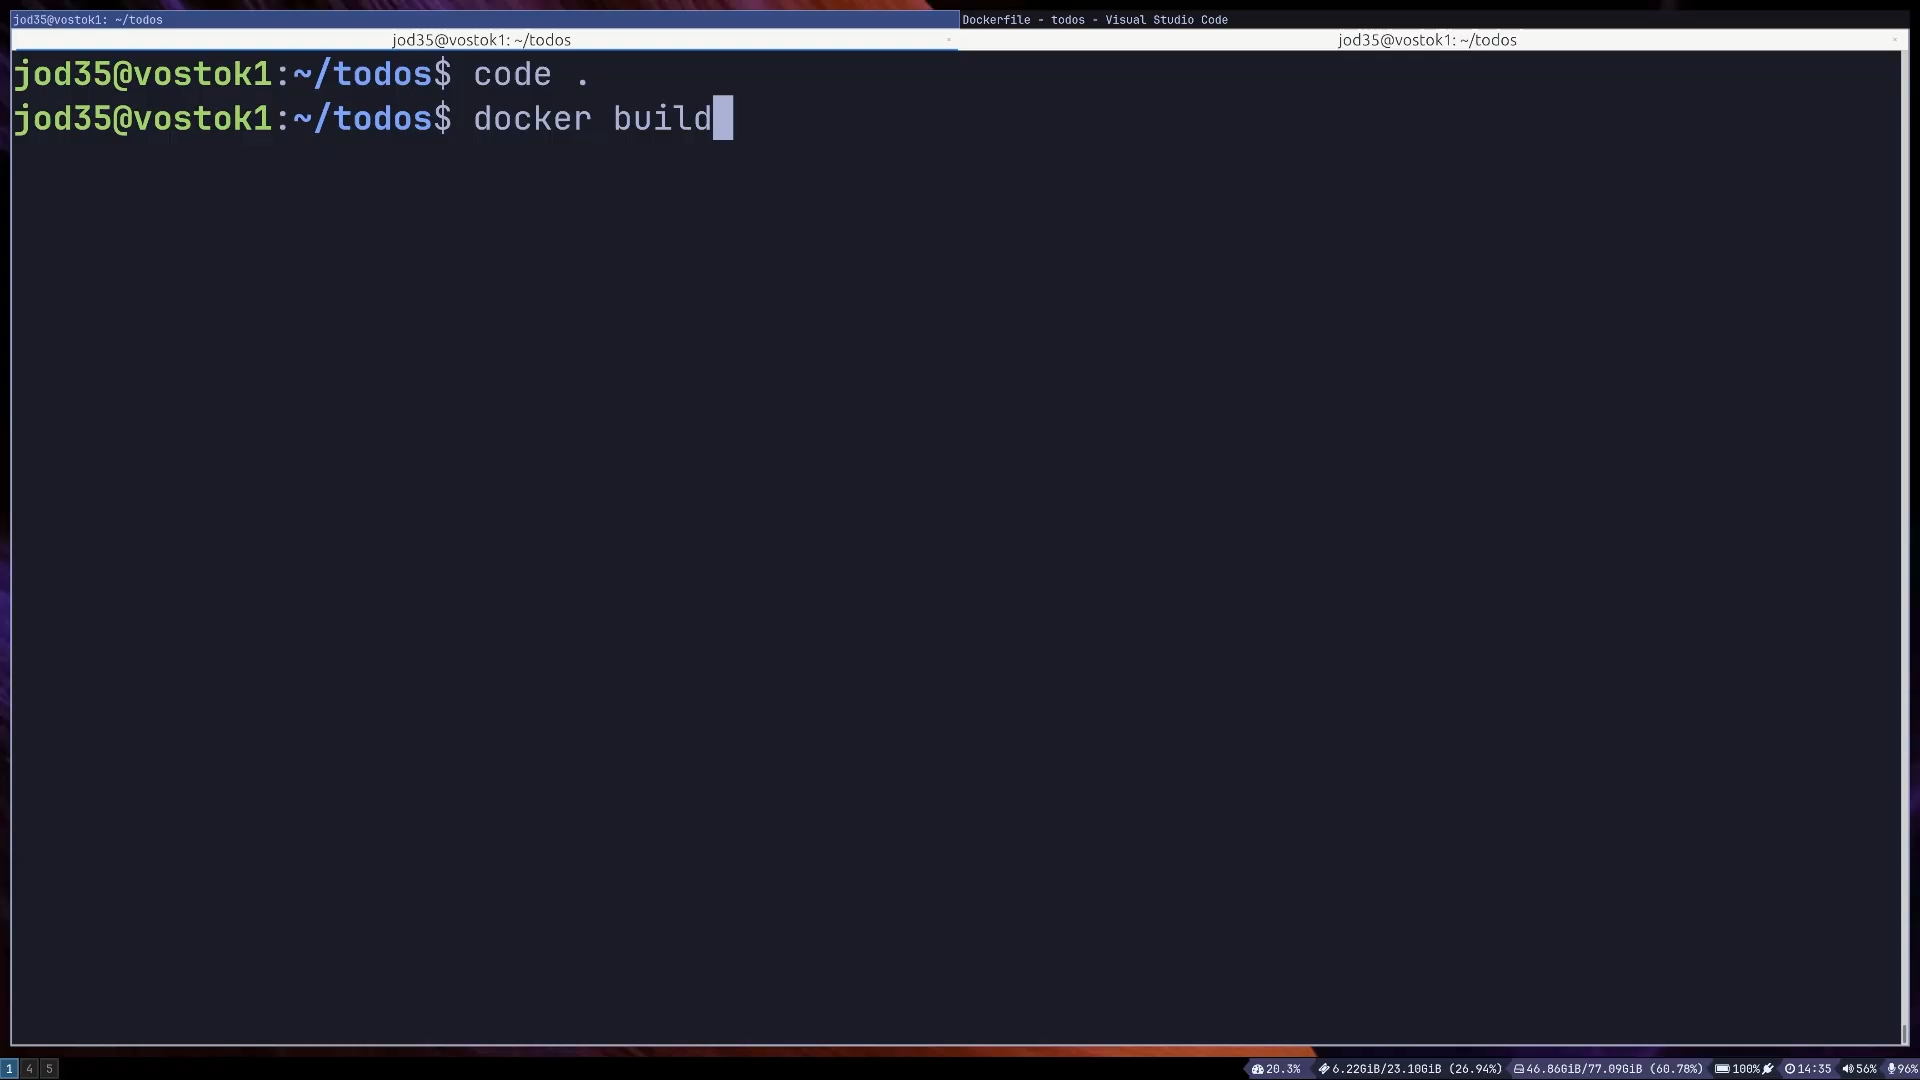 jod35@vostok1: ~/todos
Dockerfile - todos - Visual Studio Code
jod35@vostok1: ~/todos ×
jod35@vostok1: ~/todos ×
jod35@vostok1:~/todos$ code .
jod35@vostok1:~/todos$ docker build
1 4 5
20.3% 6.22GiB/23.10GiB (26.94%) 46.86GiB/77.09GiB (60.78%) 100% 14:35 56% 96%